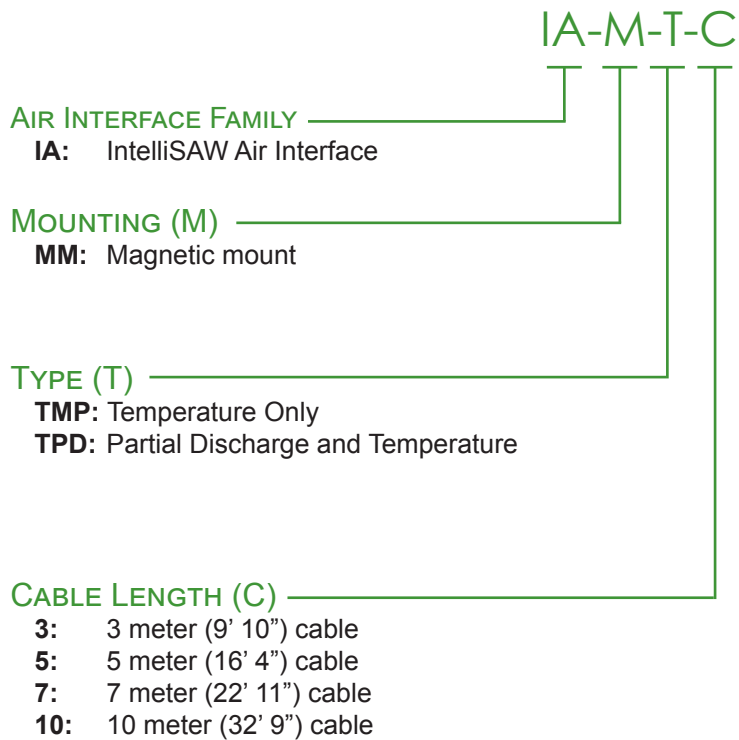 IA-M-T-C
Air Interface Family
IA: IntelliSAW Air Interface
Mounting (M)
MM: Magnetic mount
Type (T)
TMP: Temperature Only
TPD: Partial Discharge and Temperature
Cable Length (C)
3: 3 meter (9’ 10”) cable
5: 5 meter (16’ 4”) cable
7: 7 meter (22’ 11”) cable
10: 10 meter (32’ 9”) cable